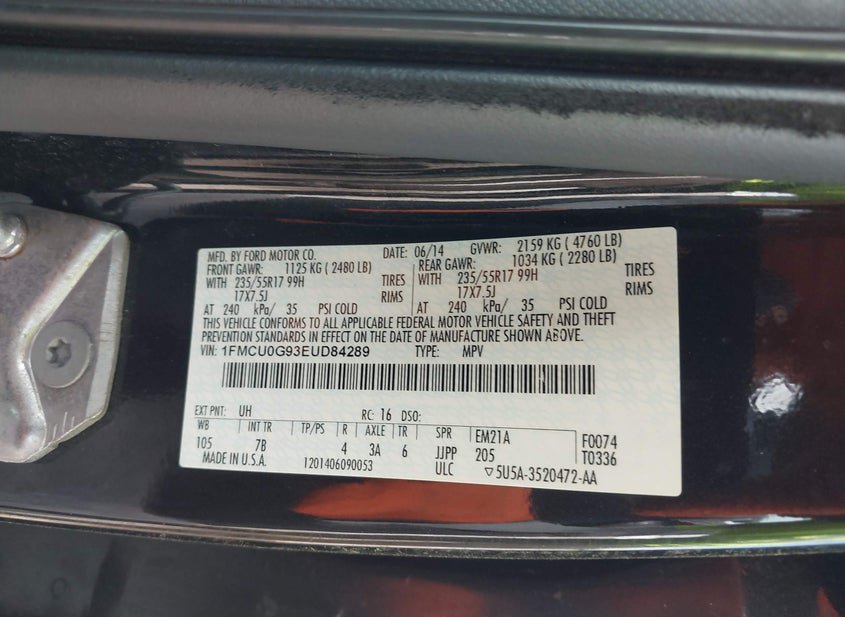 MFD. BY FORD MOTOR CO. DATE: 06/14 GVWR: 2159 KG ( 4760 LB)
FRONT GAWR: 1125 KG ( 2480 LB) REAR GAWR: 1034 KG ( 2280 LB)
WITH 235/55R17 99H TIRES WITH 235/55R17 99H TIRES
17X7.5J RIMS 17X7.5J RIMS
AT 240 kPa/ 35 PSI COLD AT 240 kPa/ 35 PSI COLD
THIS VEHICLE CONFORMS TO ALL APPLICABLE FEDERAL MOTOR VEHICLE SAFETY AND THEFT
PREVENTION STANDARDS IN EFFECT ON THE DATE OF MANUFACTURE SHOWN ABOVE.
VIN: 1FMCU0G93EUD84289 TYPE: MPV
EXT PNT: UH RC: 16 DSO:
WB INT TR TP/PS R AXLE TR SPR EM21A F0074
105 7B 4 3A 6 JJPP 205 T0336
MADE IN U.S.A. 1201406090053 ULC ▽5U5A-3520472-AA